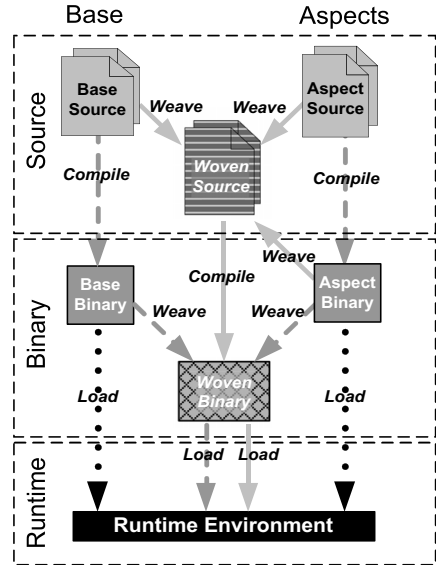 Base
Aspects
Source
Base
Source
Weave
Weave
Aspect
Source
Woven
Source
Compile
Compile
Binary
Base
Binary
Compile
Weave
Aspect
Binary
Weave
Weave
Woven
Binary
Load
Load
Runtime
Load
Load
Runtime Environment